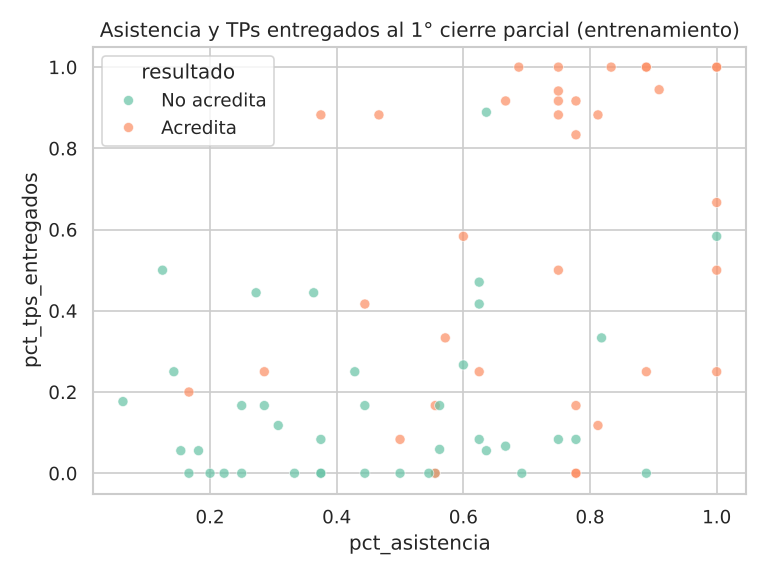 Asistencia y TPs entregados al 1° cierre parcial (entrenamiento)
resultado
No acredita
Acredita
pct_tps_entregados
1.0
0.8
0.6
0.4
0.2
0.0
0.2
0.4
0.6
0.8
1.0
pct_asistencia